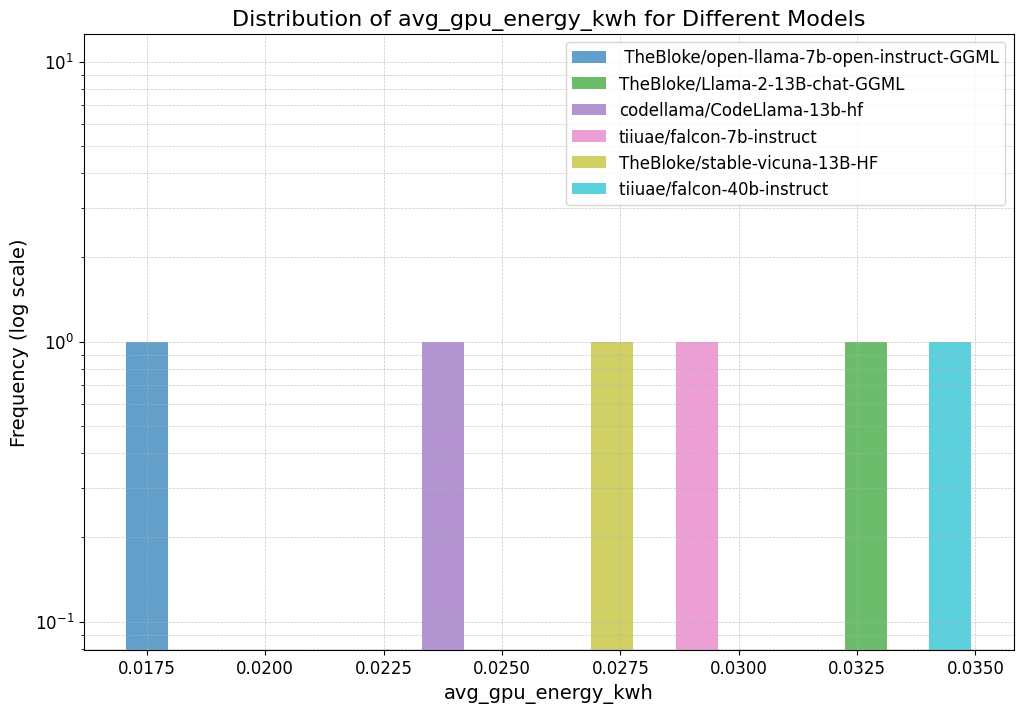 Distribution of avg_gpu_energy_kwh for Different Models
TheBloke/open-llama-7b-open-instruct-GGML
TheBloke/Llama-2-13B-chat-GGML
codellama/CodeLlama-13b-hf
tiiuae/falcon-7b-instruct
TheBloke/stable-vicuna-13B-HF
tiiuae/falcon-40b-instruct
Frequency (log scale)
10¹
10⁰
10⁻¹
0.0175 0.0200 0.0225 0.0250 0.0275 0.0300 0.0325 0.0350
avg_gpu_energy_kwh